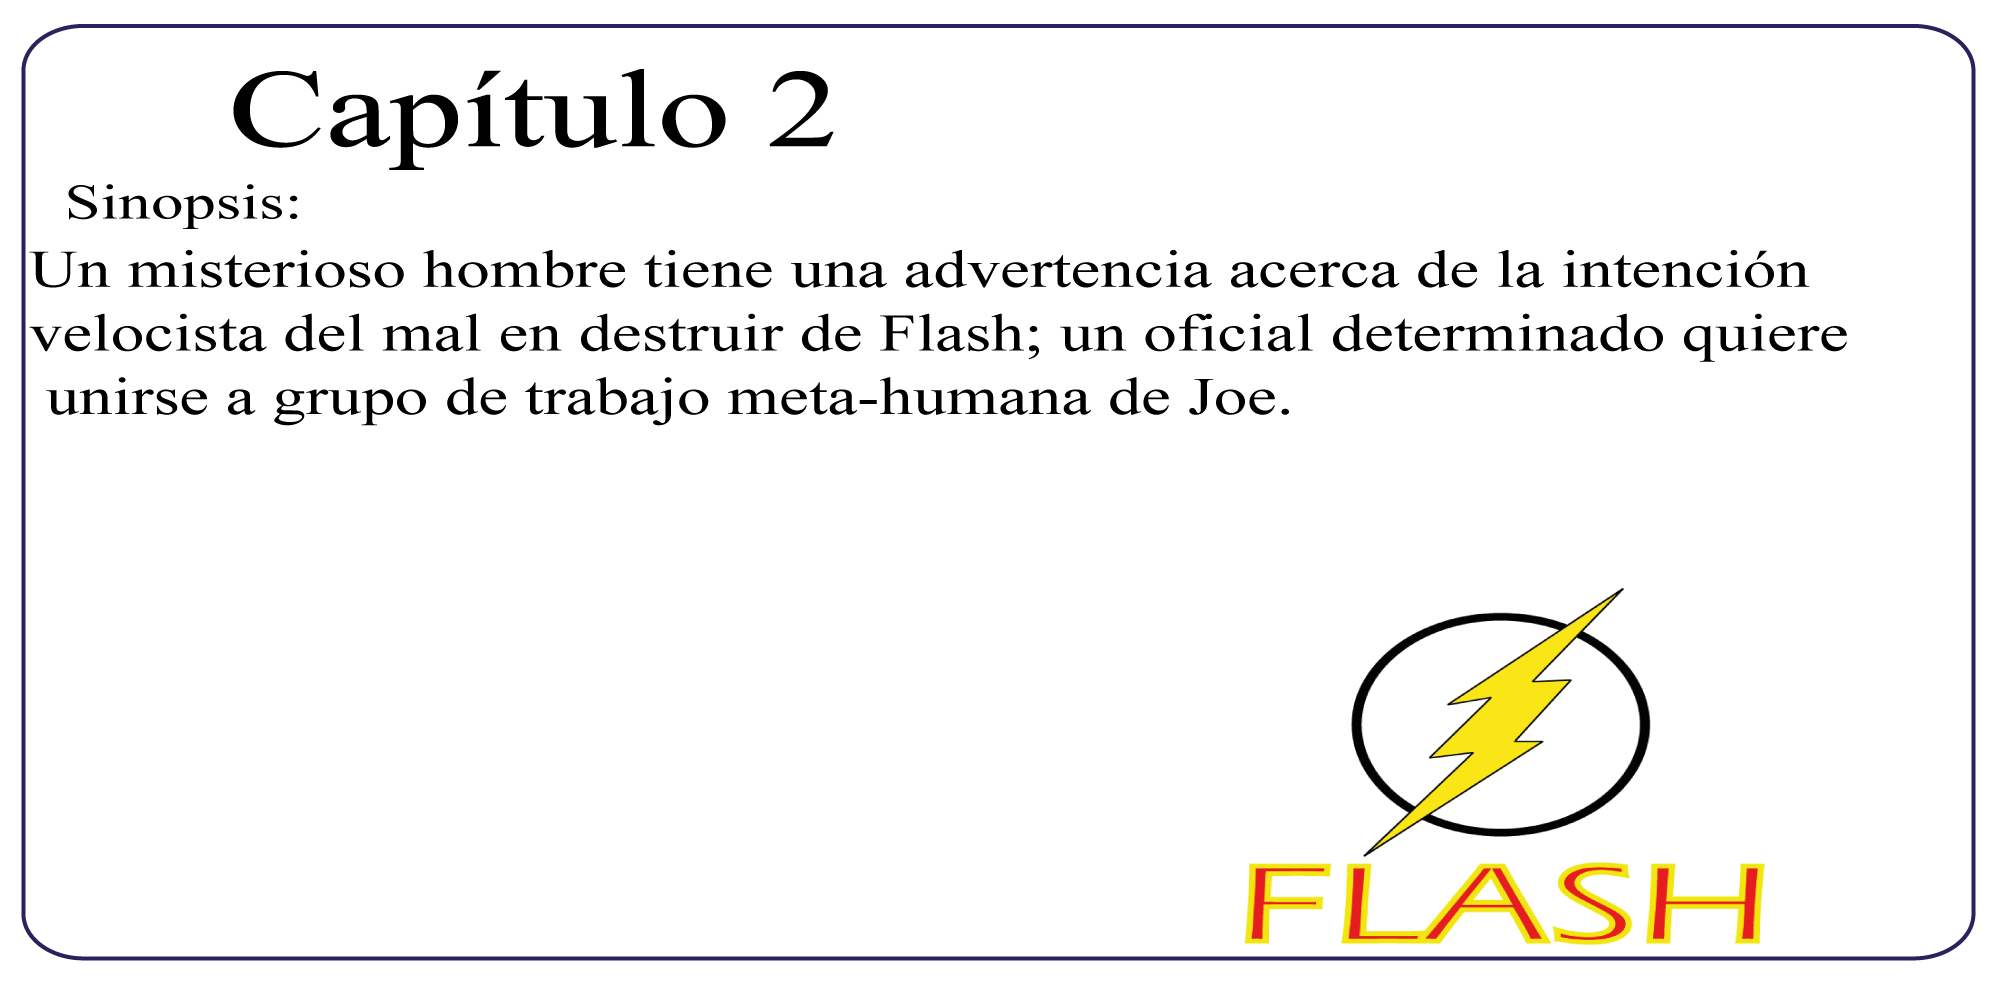 Capítulo 2
Sinopsis:
Un misterioso hombre tiene una advertencia acerca de la intención
velocista del mal en destruir de Flash; un oficial determinado quiere
unirse a grupo de trabajo meta-humana de Joe.
FLASH